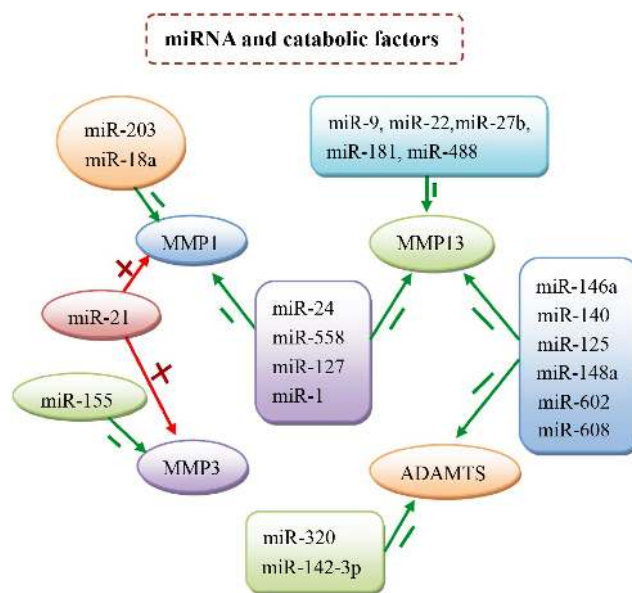 miRNA and catabolic factors
miR-203
miR-18a
miR-9, miR-22,miR-27b,
miR-181, miR-488
MMP1
MMP13
miR-21
miR-24
miR-558
miR-127
miR-1
miR-146a
miR-140
miR-125
miR-148a
miR-602
miR-608
miR-155
MMP3
ADAMTS
miR-320
miR-142-3p